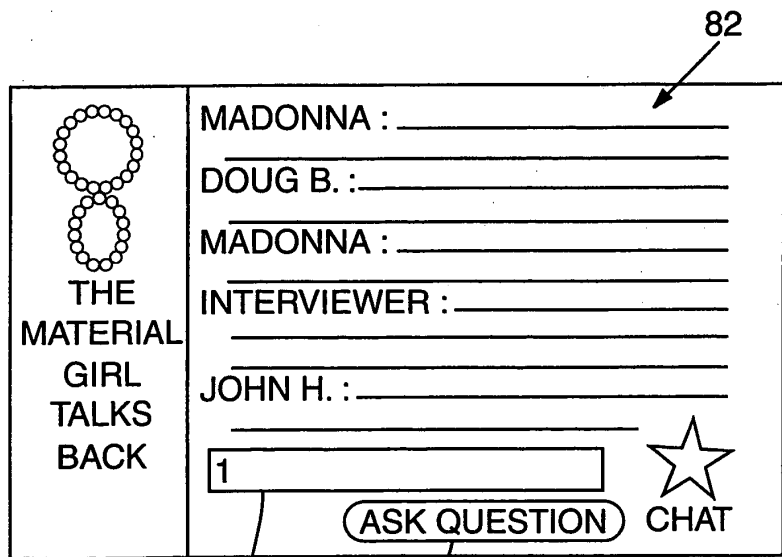 82
THE
MATERIAL
GIRL
TALKS
BACK
MADONNA :
DOUG B. :
MADONNA :
INTERVIEWER :
JOHN H. :
1
ASK QUESTION
CHAT